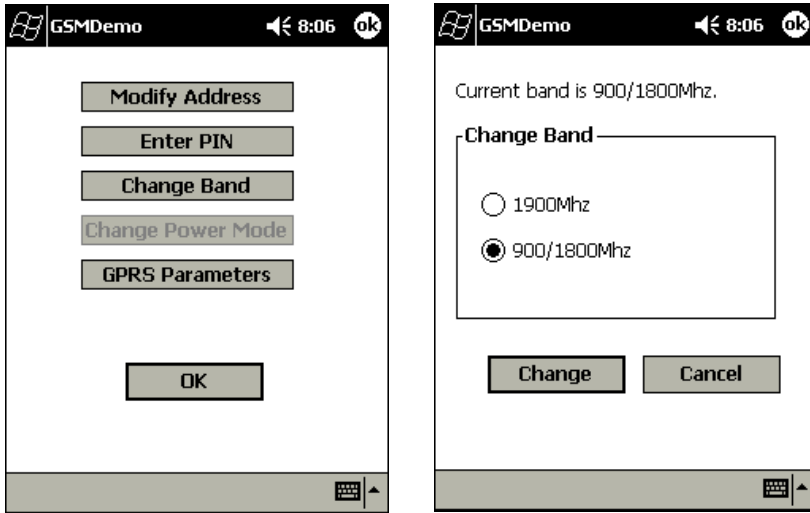 GSMDemo 8:06 ok
Modify Address
Enter PIN
Change Band
Change Power Mode
GPRS Parameters
OK
GSMDemo 8:06 ok
Current band is 900/1800Mhz.
Change Band
1900Mhz
900/1800Mhz
Change Cancel